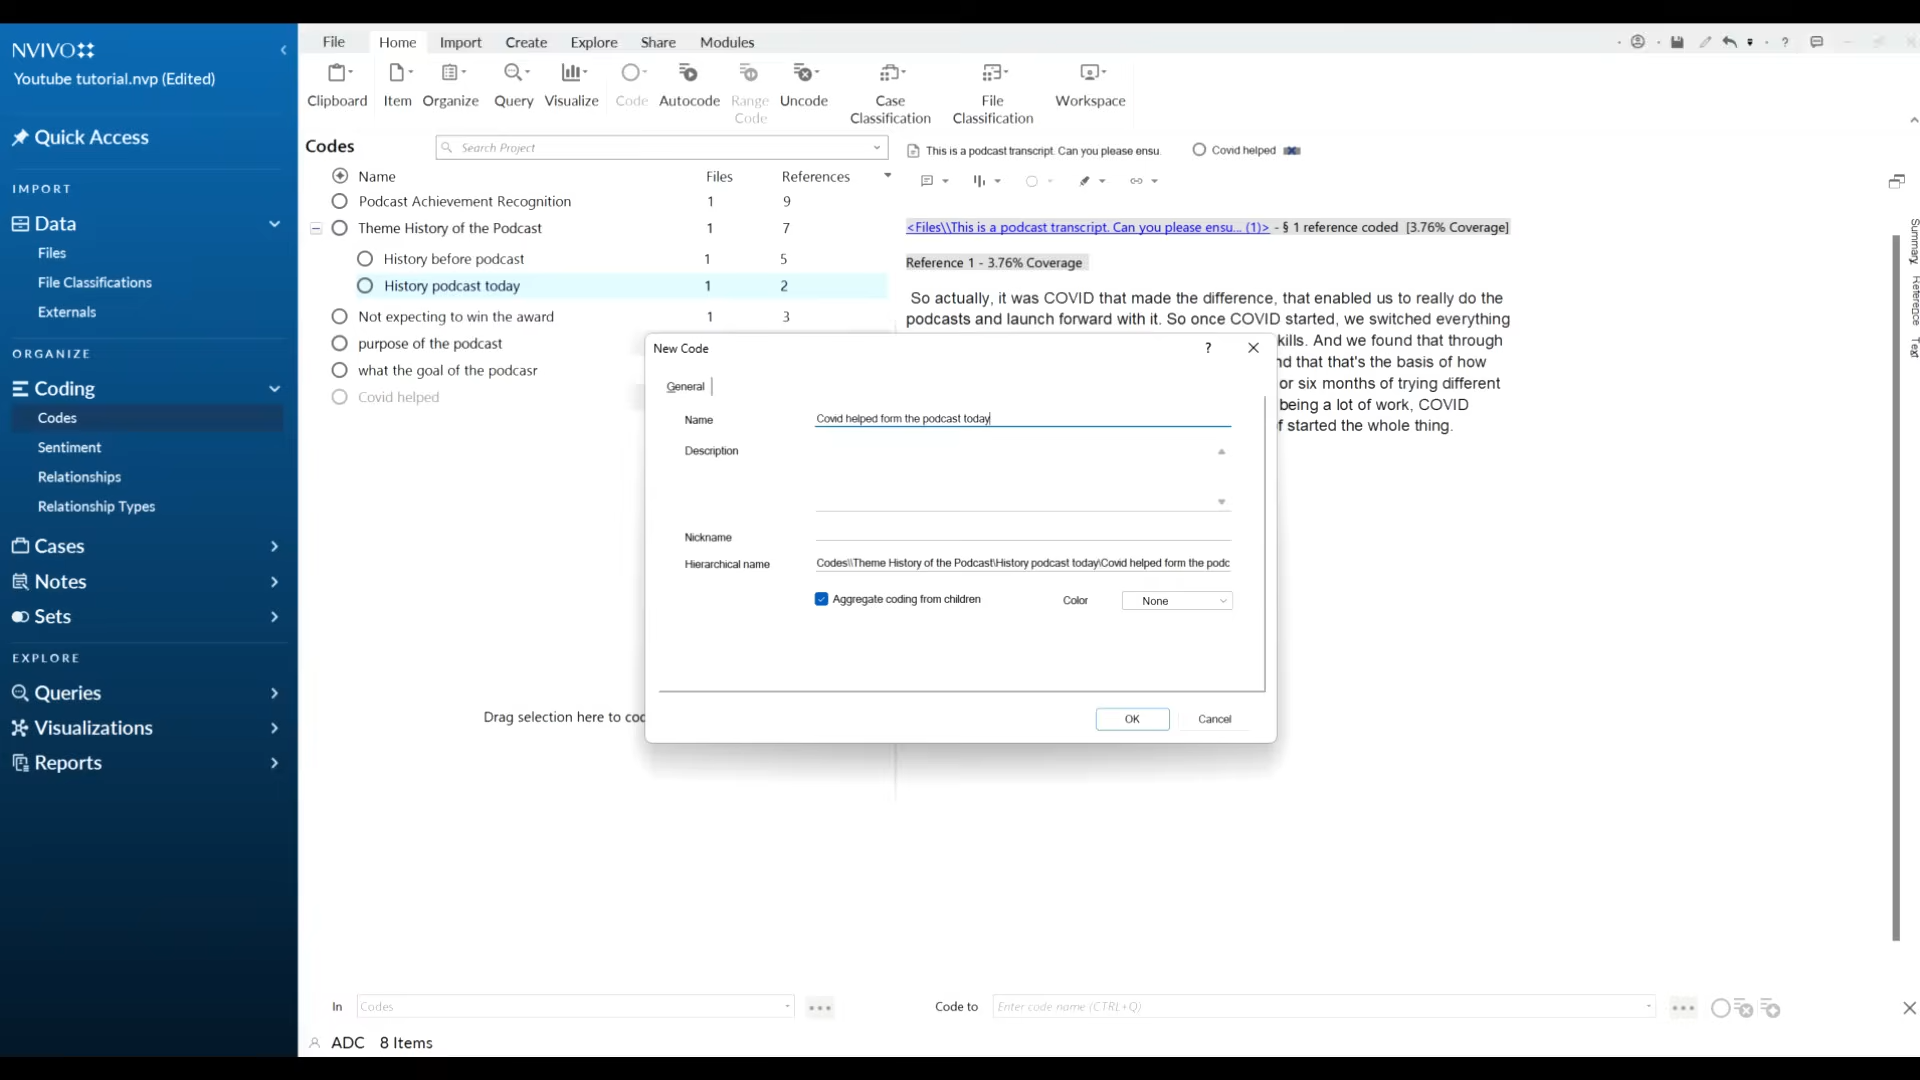 NVIVO
Youtube tutorial.nvp (Edited)
Quick Access
IMPORT
Data
Files
File Classifications
Externals
ORGANIZE
Coding
Codes
Sentiment
Relationships
Relationship Types
Cases
Notes
Sets
EXPLORE
Queries
Visualizations
Reports
File Home Import Create Explore Share Modules
Clipboard Item Organize Query Visualize Code Autocode Range Code Uncode Case Classification File Classification Workspace
Codes
Search Project
Name Files References
Podcast Achievement Recognition 1 9
Theme History of the Podcast 1 7
History before podcast 1 5
History podcast today 1 2
Not expecting to win the award 1 3
purpose of the podcast
what the goal of the podcasr
Covid helped
Drag selection here to coc
This is a podcast transcript. Can you please ensu. Covid helped
<Files\\This is a podcast transcript. Can you please ensu... (1)> - § 1 reference coded [3.76% Coverage]
Reference 1 - 3.76% Coverage
So actually, it was COVID that made the difference, that enabled us to really do the
podcasts and launch forward with it. So once COVID started, we switched everything
kills. And we found that through
nd that that's the basis of how
or six months of trying different
being a lot of work, COVID
f started the whole thing.
Summary
Reference
Text
New Code
?
General
Name Covid helped form the podcast today
Description
Nickname
Hierarchical name Codes\\Theme History of the Podcast\History podcast today\Covid helped form the podc
Aggregate coding from children Color None
OK Cancel
In Codes Code to Enter code name (CTRL+Q)
ADC 8 Items